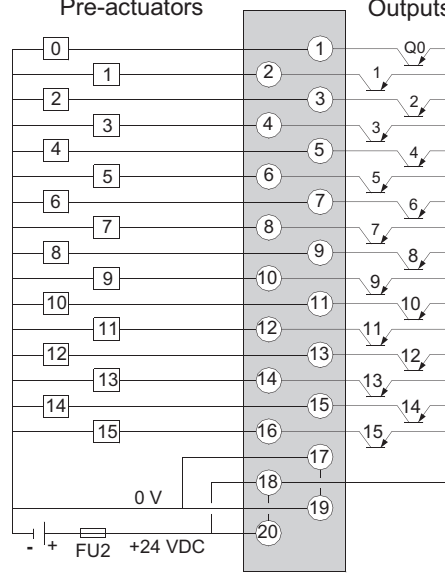 Pre-actuators Outputs
0 1 Q0
1 2 1
2 3 2
3 4 3
4 5 4
5 6 5
6 7 6
7 8 7
8 9 8
9 10 9
10 11 10
11 12 11
12 13 12
13 14 13
14 15 14
15 16 15
17
18
0 V 19
- + FU2 +24 VDC 20